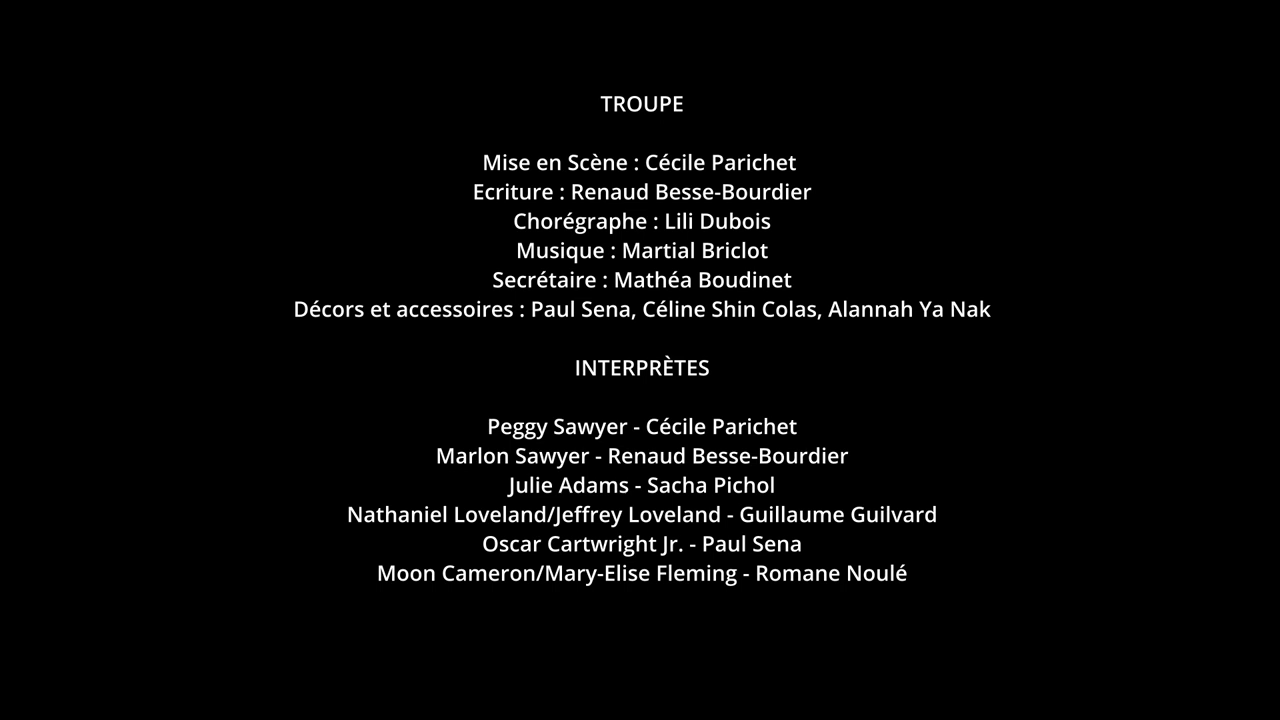 TROUPE
Mise en Scène : Cécile Parichet
Ecriture : Renaud Besse-Bourdier
Chorégraphe : Lili Dubois
Musique : Martial Briclot
Secrétaire : Mathéa Boudinet
Décors et accessoires : Paul Sena, Céline Shin Colas, Alannah Ya Nak
INTERPRÈTES
Peggy Sawyer - Cécile Parichet
Marlon Sawyer - Renaud Besse-Bourdier
Julie Adams - Sacha Pichol
Nathaniel Loveland/Jeffrey Loveland - Guillaume Guilvard
Oscar Cartwright Jr. - Paul Sena
Moon Cameron/Mary-Elise Fleming - Romane Noulé